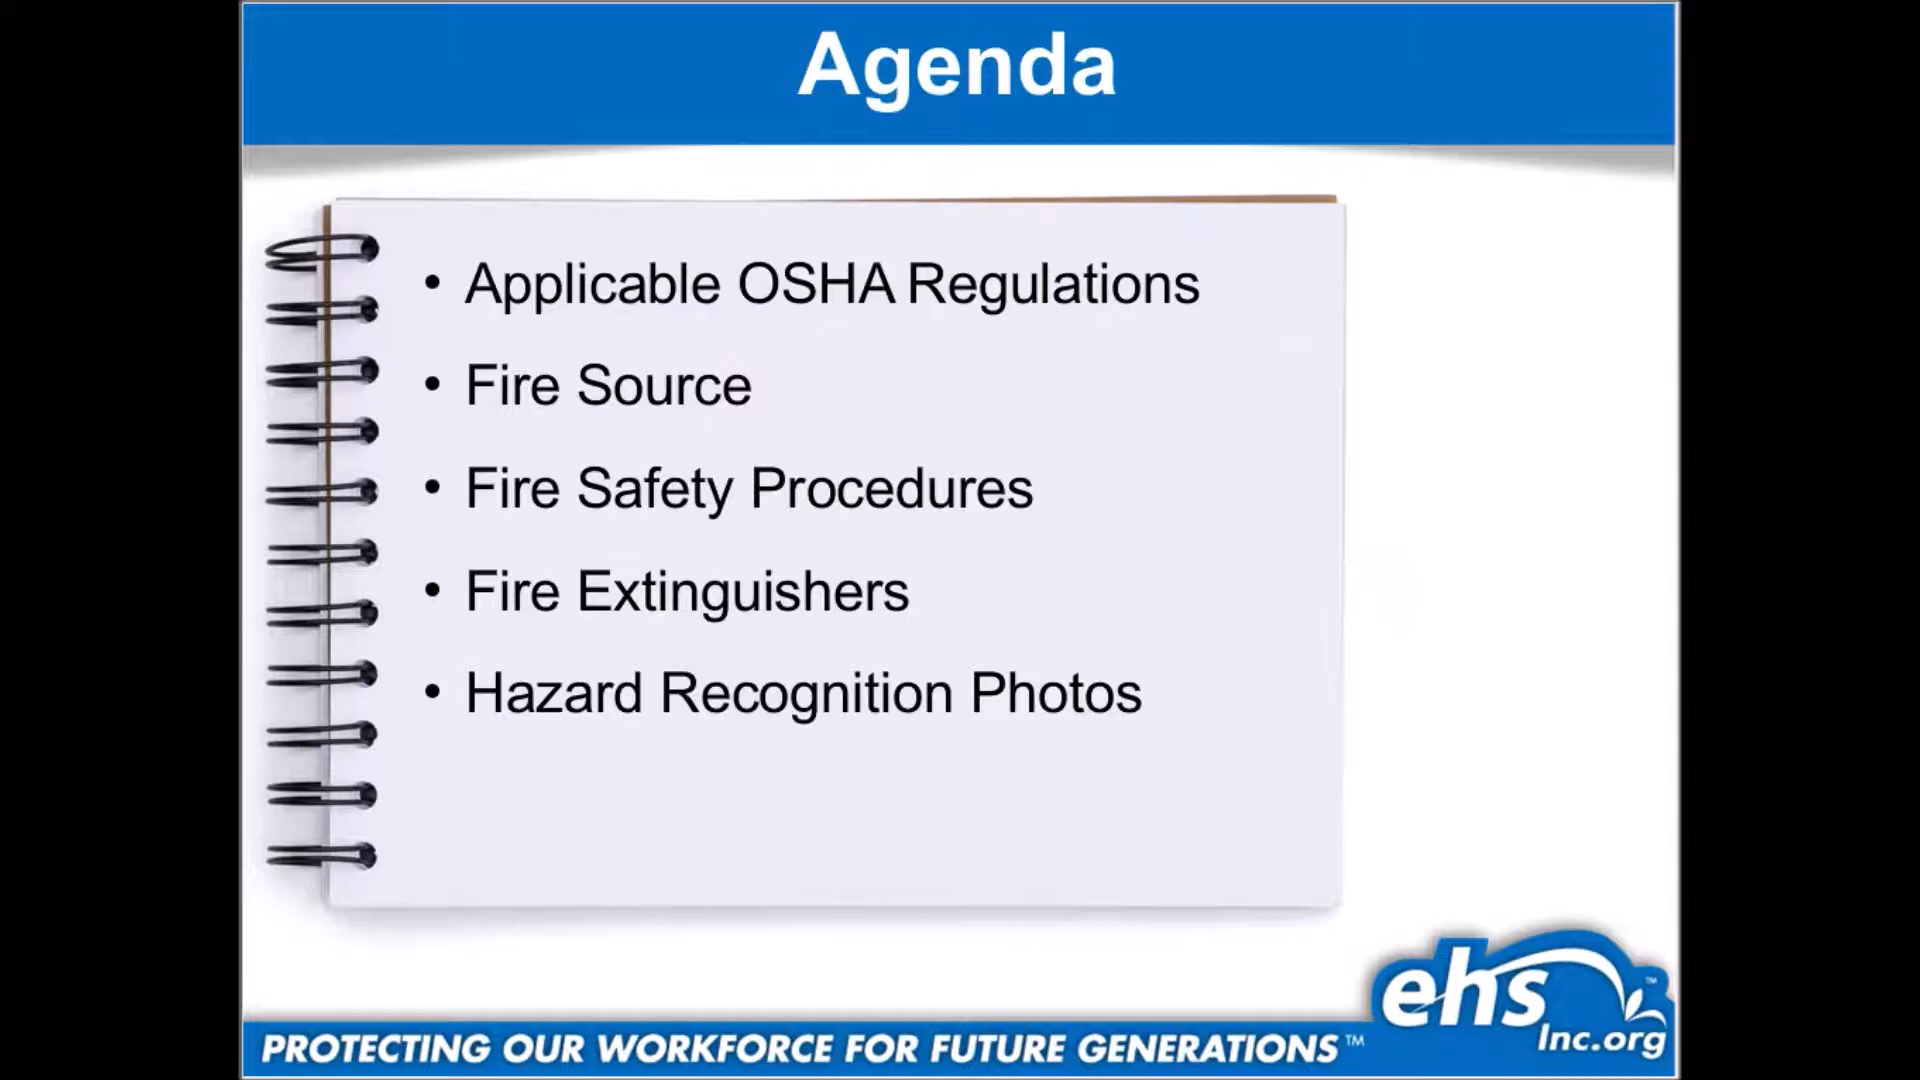 Agenda
• Applicable OSHA Regulations
• Fire Source
• Fire Safety Procedures
• Fire Extinguishers
• Hazard Recognition Photos
ehs™
Inc.org
PROTECTING OUR WORKFORCE FOR FUTURE GENERATIONS™